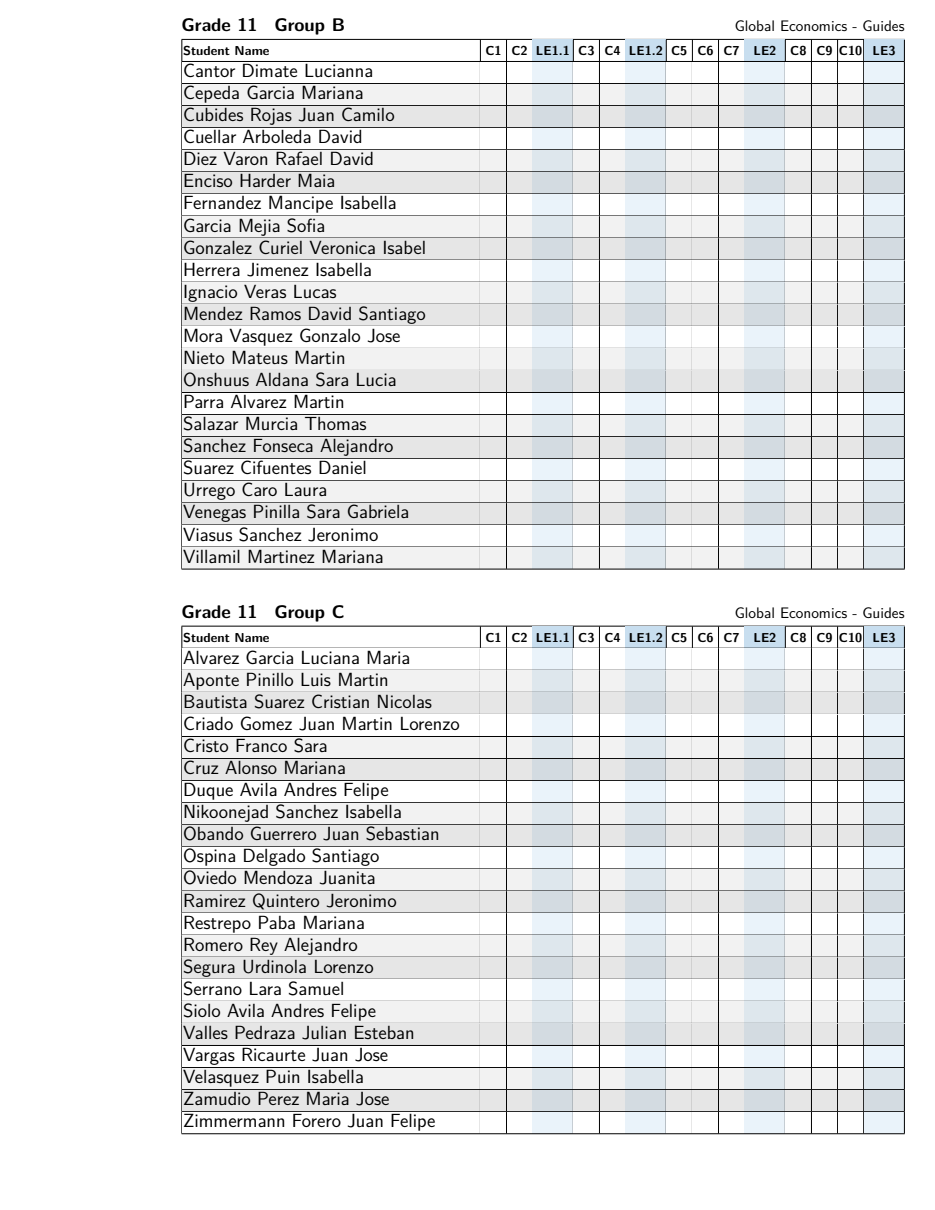 Grade 11 Group B Global Economics - Guides
Student Name C1 C2 LE1.1 C3 C4 LE1.2 C5 C6 C7 LE2 C8 C9 C10 LE3
Cantor Dimate Lucianna
Cepeda Garcia Mariana
Cubides Rojas Juan Camilo
Cuellar Arboleda David
Diez Varon Rafael David
Enciso Harder Maia
Fernandez Mancipe Isabella
Garcia Mejia Sofia
Gonzalez Curiel Veronica Isabel
Herrera Jimenez Isabella
Ignacio Veras Lucas
Mendez Ramos David Santiago
Mora Vasquez Gonzalo Jose
Nieto Mateus Martin
Onshuus Aldana Sara Lucia
Parra Alvarez Martin
Salazar Murcia Thomas
Sanchez Fonseca Alejandro
Suarez Cifuentes Daniel
Urrego Caro Laura
Venegas Pinilla Sara Gabriela
Viasus Sanchez Jeronimo
Villamil Martinez Mariana
Grade 11 Group C Global Economics - Guides
Student Name C1 C2 LE1.1 C3 C4 LE1.2 C5 C6 C7 LE2 C8 C9 C10 LE3
Alvarez Garcia Luciana Maria
Aponte Pinillo Luis Martin
Bautista Suarez Cristian Nicolas
Criado Gomez Juan Martin Lorenzo
Cristo Franco Sara
Cruz Alonso Mariana
Duque Avila Andres Felipe
Nikoonejad Sanchez Isabella
Obando Guerrero Juan Sebastian
Ospina Delgado Santiago
Oviedo Mendoza Juanita
Ramirez Quintero Jeronimo
Restrepo Paba Mariana
Romero Rey Alejandro
Segura Urdinola Lorenzo
Serrano Lara Samuel
Siolo Avila Andres Felipe
Valles Pedraza Julian Esteban
Vargas Ricaurte Juan Jose
Velasquez Puin Isabella
Zamudio Perez Maria Jose
Zimmermann Forero Juan Felipe